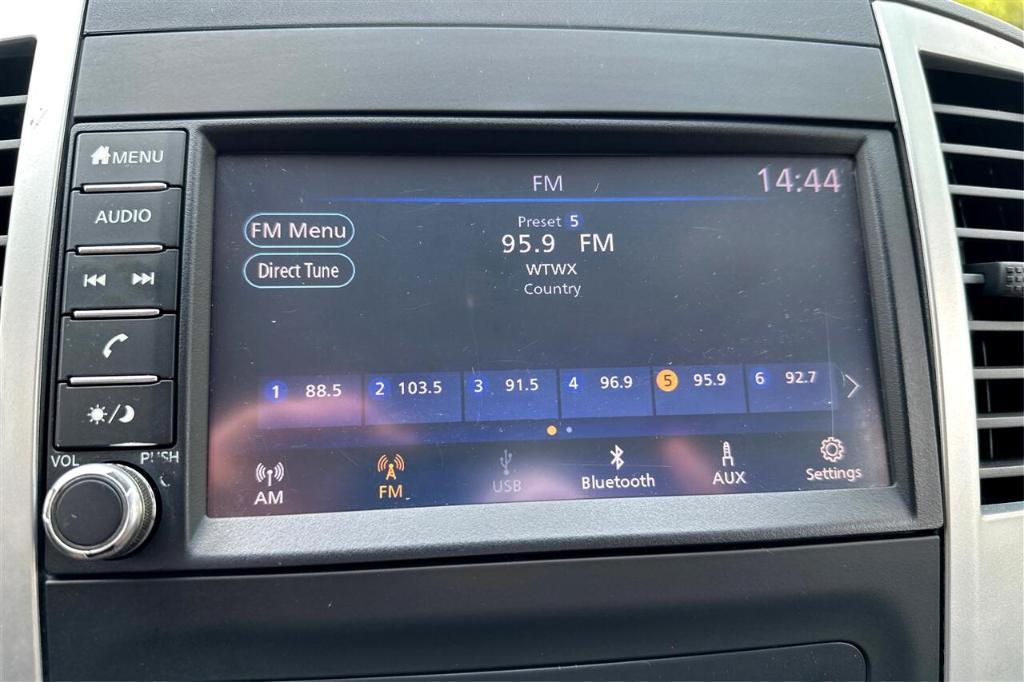 MENU
AUDIO
VOL
PUSH
FM
14:44
FM Menu
Direct Tune
Preset 5
95.9 FM
WTWX
Country
1 88.5
2 103.5
3 91.5
4 96.9
5 95.9
6 92.7
AM
FM
USB
Bluetooth
AUX
Settings